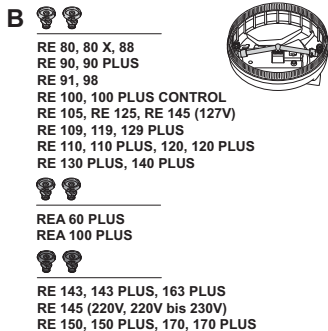 B
RE 80, 80 X, 88
RE 90, 90 PLUS
RE 91, 98
RE 100, 100 PLUS CONTROL
RE 105, RE 125, RE 145 (127V)
RE 109, 119, 129 PLUS
RE 110, 110 PLUS, 120, 120 PLUS
RE 130 PLUS, 140 PLUS
REA 60 PLUS
REA 100 PLUS
RE 143, 143 PLUS, 163 PLUS
RE 145 (220V, 220V bis 230V)
RE 150, 150 PLUS, 170, 170 PLUS